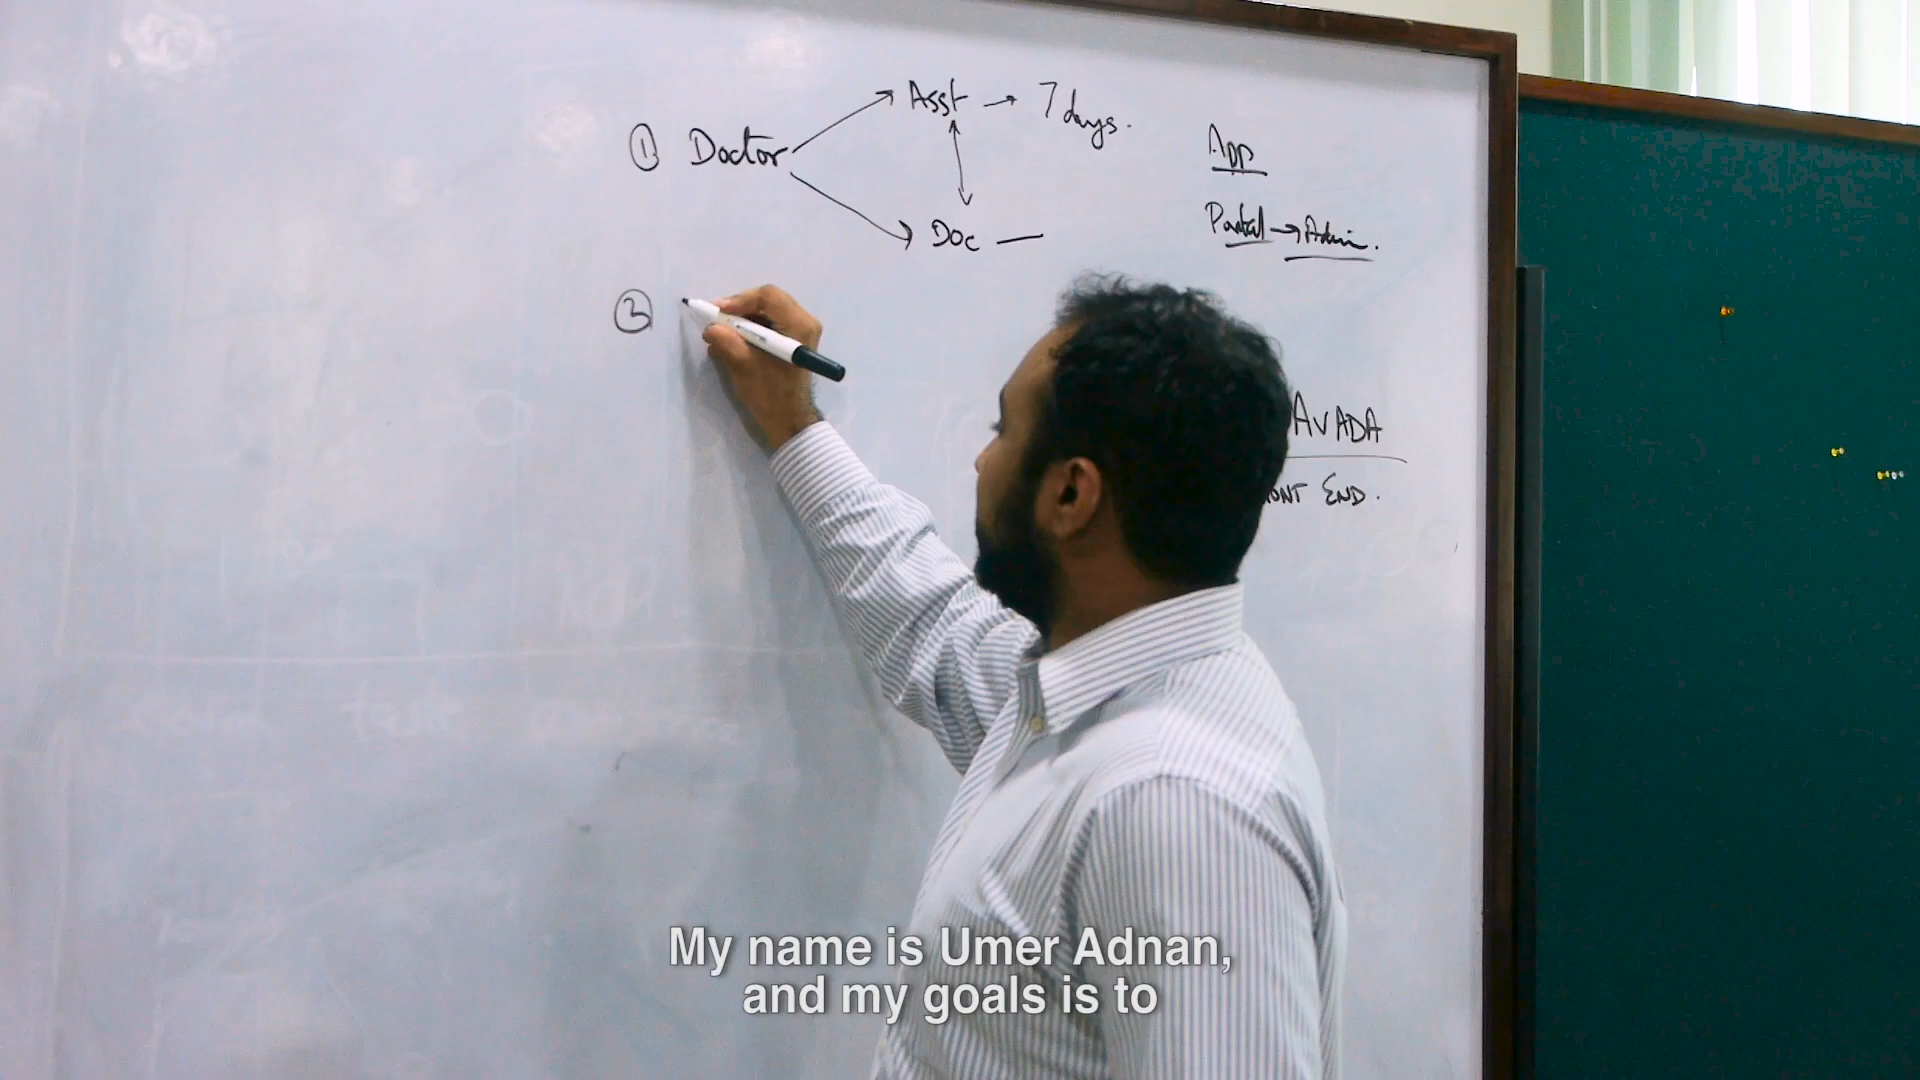 Asst → 7 days.
① Doctor
App
Doc —
Portal → Admin.
②
AVADA
ONT END.
My name is Umer Adnan,
and my goals is to